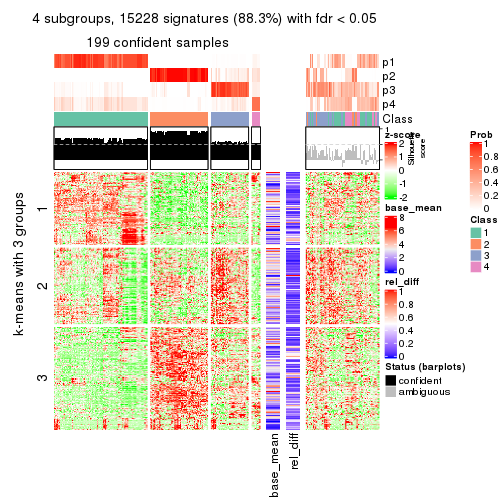 4 subgroups, 15228 signatures (88.3%) with fdr < 0.05
199 confident samples
p1
p2
p3
p4
Class
1
Silhouette
score
k-means with 3 groups
1
2
3
base_mean
rel_diff
z-score
2
1
0
-1
-2
base_mean
8
6
4
2
0
rel_diff
1
0.8
0.6
0.4
0.2
0
Status (barplots)
confident
ambiguous
Prob
1
0.8
0.6
0.4
0.2
0
Class
1
2
3
4